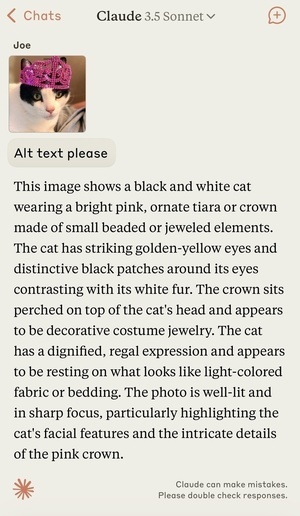 Chats
Claude 3.5 Sonnet
Joe
Alt text please
This image shows a black and white cat
wearing a bright pink, ornate tiara or crown
made of small beaded or jeweled elements.
The cat has striking golden-yellow eyes and
distinctive black patches around its eyes
contrasting with its white fur. The crown sits
perched on top of the cat's head and appears
to be decorative costume jewelry. The cat
has a dignified, regal expression and appears
to be resting on what looks like light-colored
fabric or bedding. The photo is well-lit and
in sharp focus, particularly highlighting the
cat's facial features and the intricate details
of the pink crown.
Claude can make mistakes.
Please double check responses.